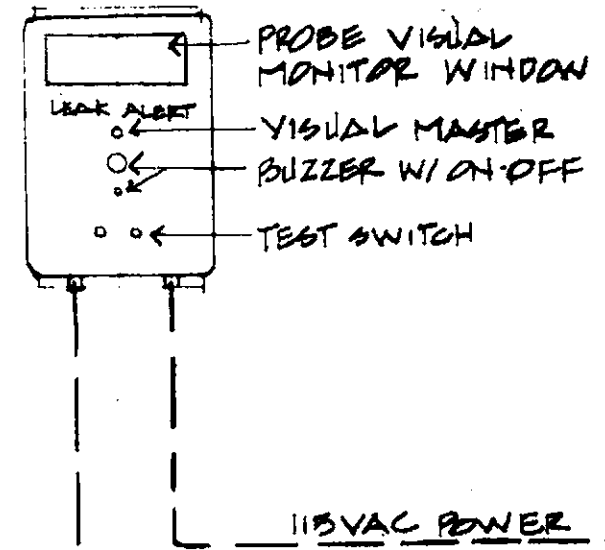 PROBE VISUAL
MONITOR WINDOW
LEAK ALERT
VISUAL MASTER
BUZZER W/ ON-OFF
TEST SWITCH
115VAC POWER